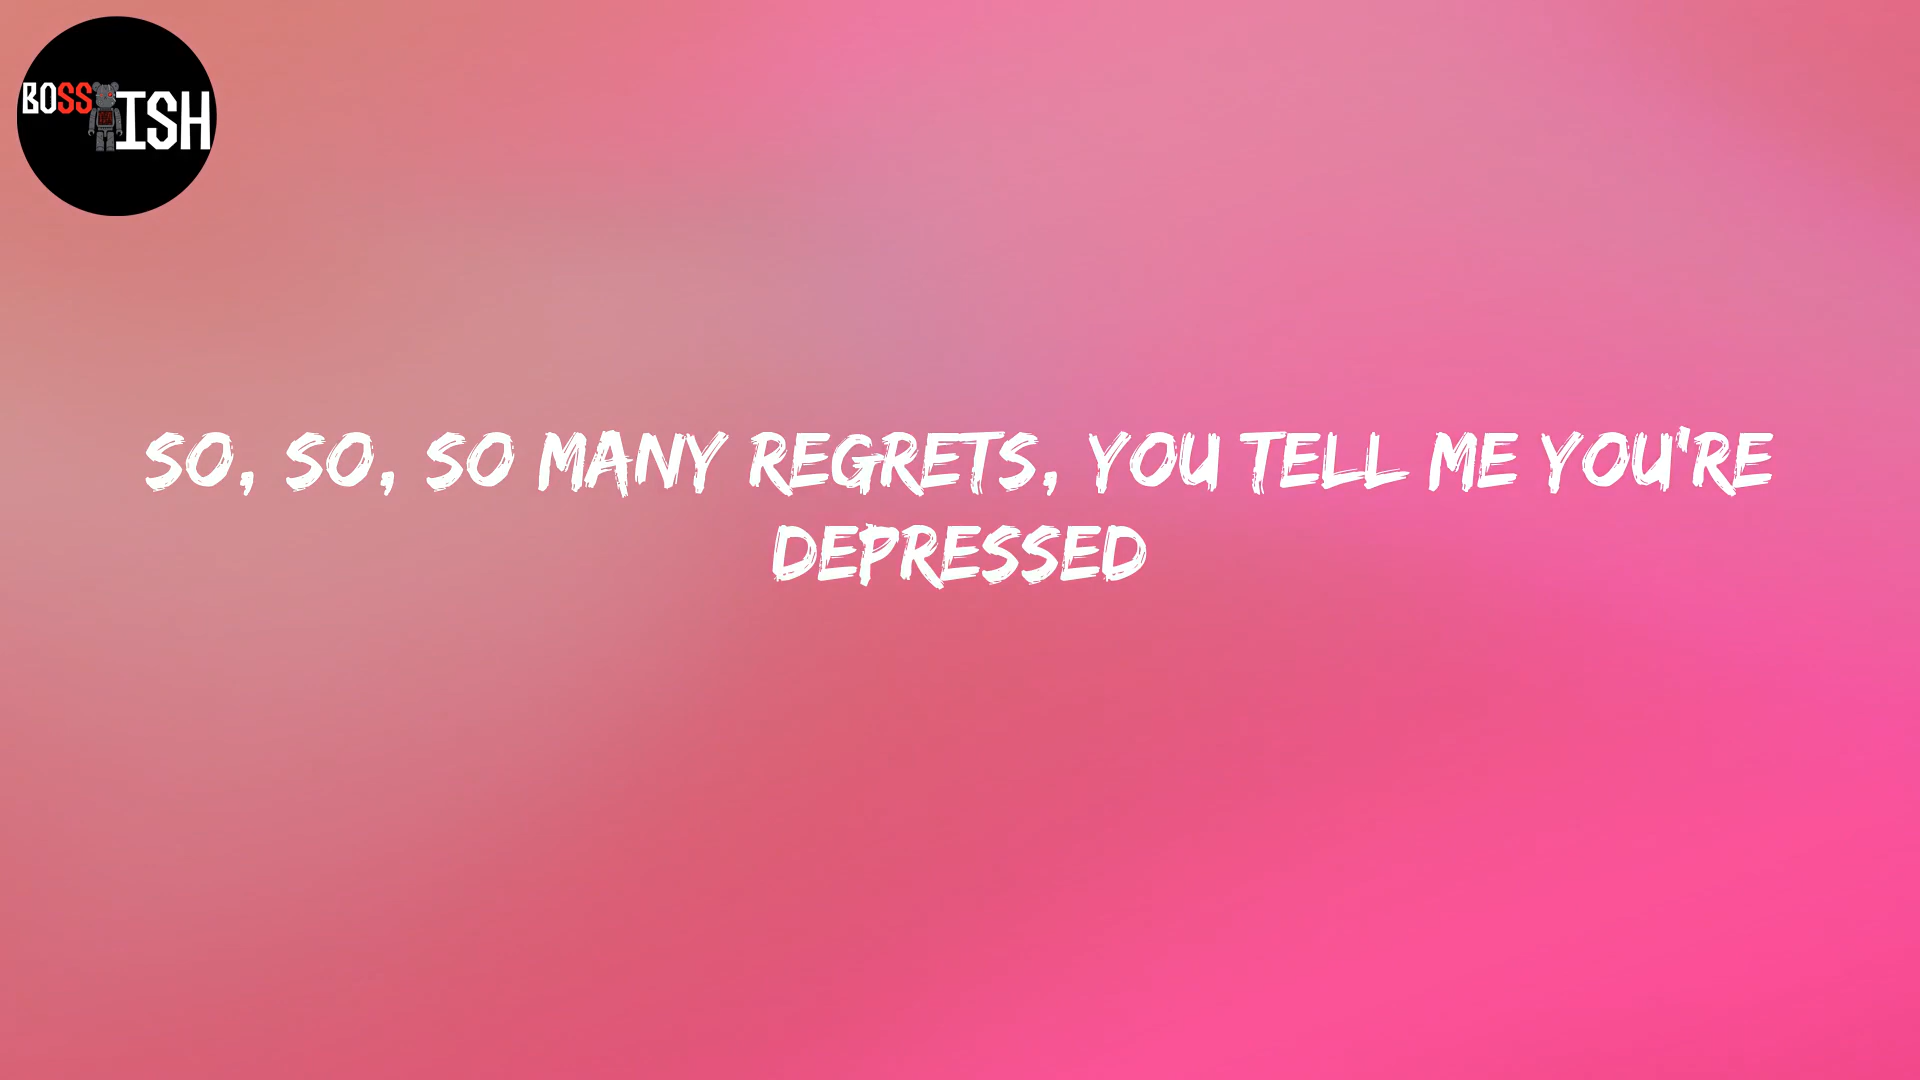 BOSS ISH
SO, SO, SO MANY REGRETS, YOU TELL ME YOU'RE
DEPRESSED